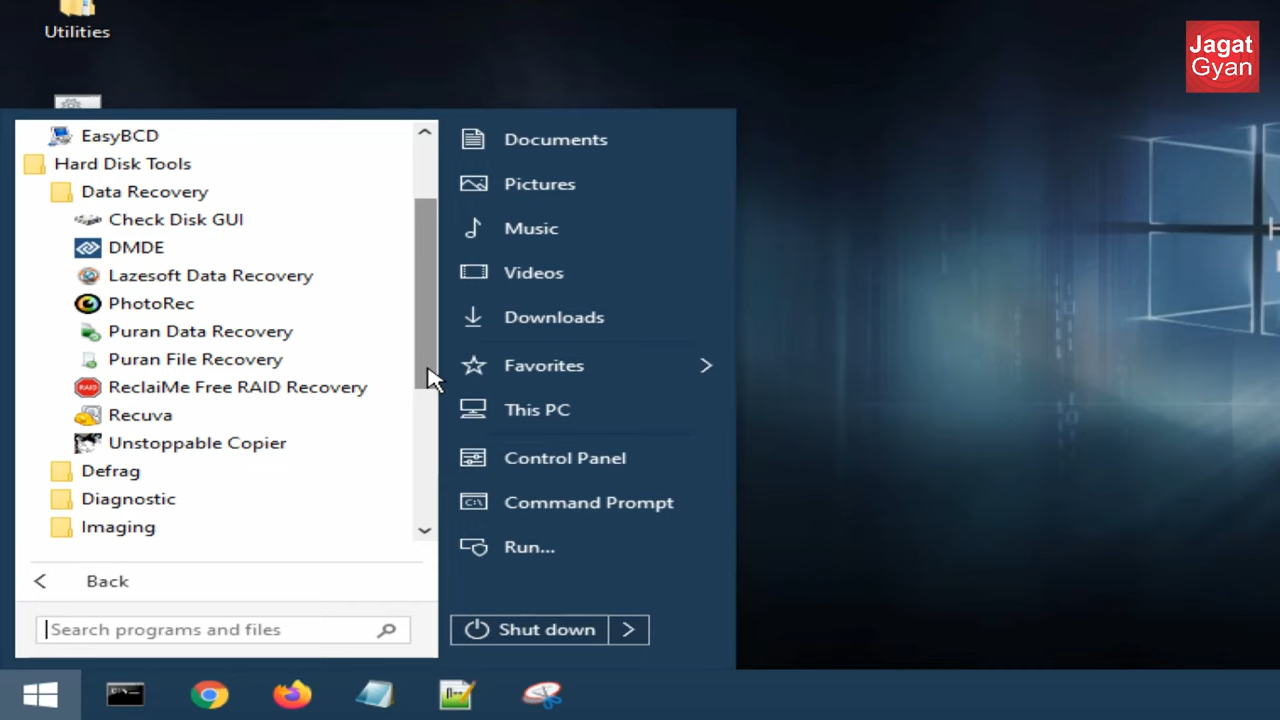 Utilities
Jagat
Gyan
EasyBCD
Hard Disk Tools
Data Recovery
Check Disk GUI
DMDE
Lazesoft Data Recovery
PhotoRec
Puran Data Recovery
Puran File Recovery
ReclaiMe Free RAID Recovery
Recuva
Unstoppable Copier
Defrag
Diagnostic
Imaging
Back
Search programs and files
Documents
Pictures
Music
Videos
Downloads
Favorites
This PC
Control Panel
Command Prompt
Run...
Shut down